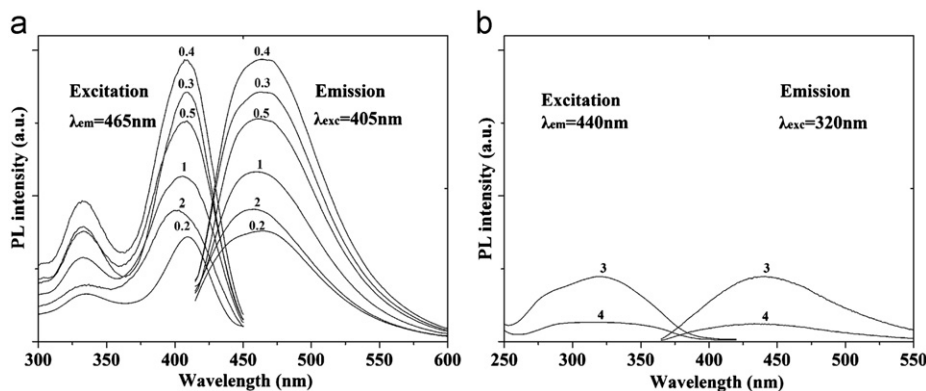 a
PL intensity (a.u.)
Excitation
λem=465nm
Emission
λexc=405nm
0.4
0.3
0.5
1
2
0.2
0.4
0.3
0.5
1
2
0.2
300 350 400 450 500 550 600
Wavelength (nm)
b
PL intensity (a.u.)
Excitation
λem=440nm
Emission
λexc=320nm
3
4
3
4
250 300 350 400 450 500 550
Wavelength (nm)